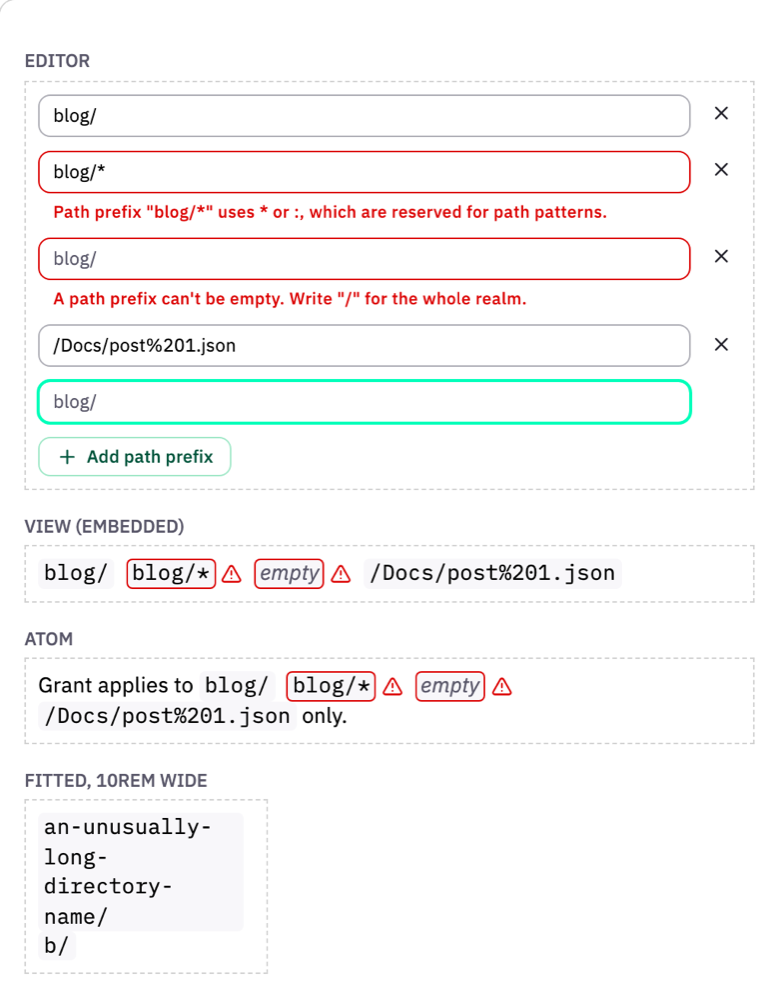 EDITOR
blog/
blog/*
Path prefix "blog/*" uses * or :, which are reserved for path patterns.
blog/
A path prefix can't be empty. Write "/" for the whole realm.
/Docs/post%201.json
blog/
+ Add path prefix
VIEW (EMBEDDED)
blog/ blog/* empty /Docs/post%201.json
ATOM
Grant applies to blog/ blog/* empty
/Docs/post%201.json only.
FITTED, 10REM WIDE
an-unusually-
long-
directory-
name/
b/